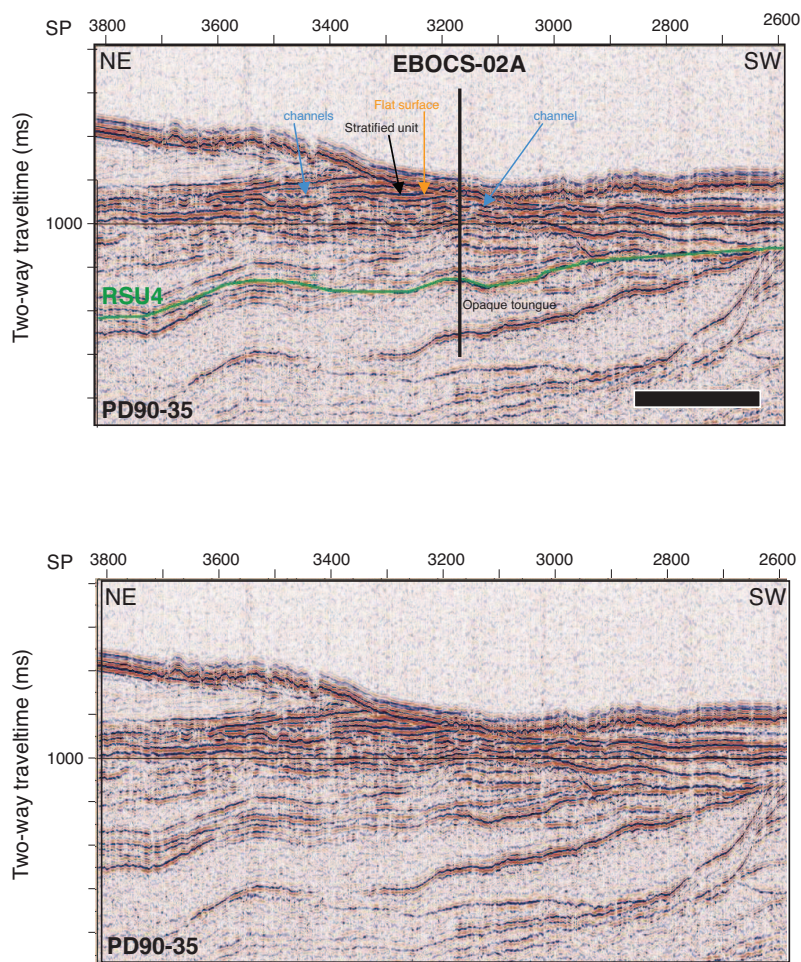 SP 3800 3600 3400 3200 3000 2800 2600
NE EBOCS-02A SW
channels Flat surface channel
Stratified unit
Two-way traveltime (ms)
1000
RSU4
Opaque toungue
PD90-35
SP 3800 3600 3400 3200 3000 2800 2600
NE SW
Two-way traveltime (ms)
1000
PD90-35